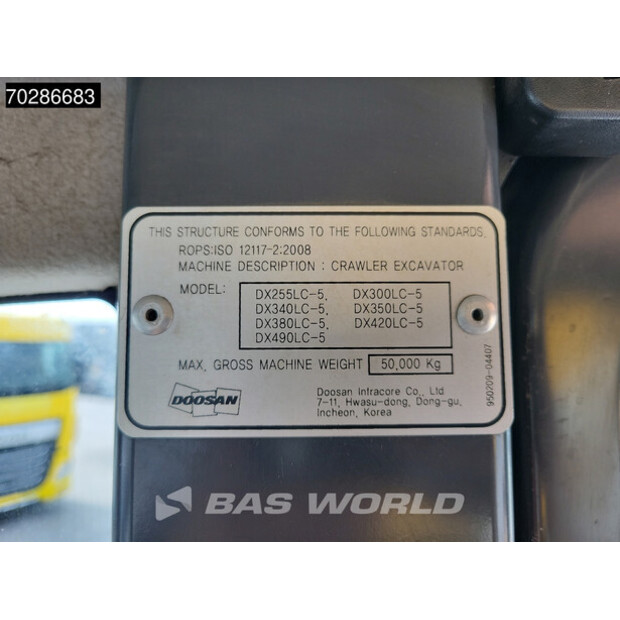 70286683
THIS STRUCTURE CONFORMS TO THE FOLLOWING STANDARDS.
ROPS:ISO 12117-2:2008
MACHINE DESCRIPTION : CRAWLER EXCAVATOR
MODEL:
DX255LC-5, DX300LC-5
DX340LC-5, DX350LC-5
DX380LC-5, DX420LC-5
DX490LC-5
MAX. GROSS MACHINE WEIGHT 50,000 Kg
DOOSAN
Doosan Infracore Co., Ltd
7-11, Hwasu-dong, Dong-gu,
Incheon, Korea
950209-04407
BAS WORLD